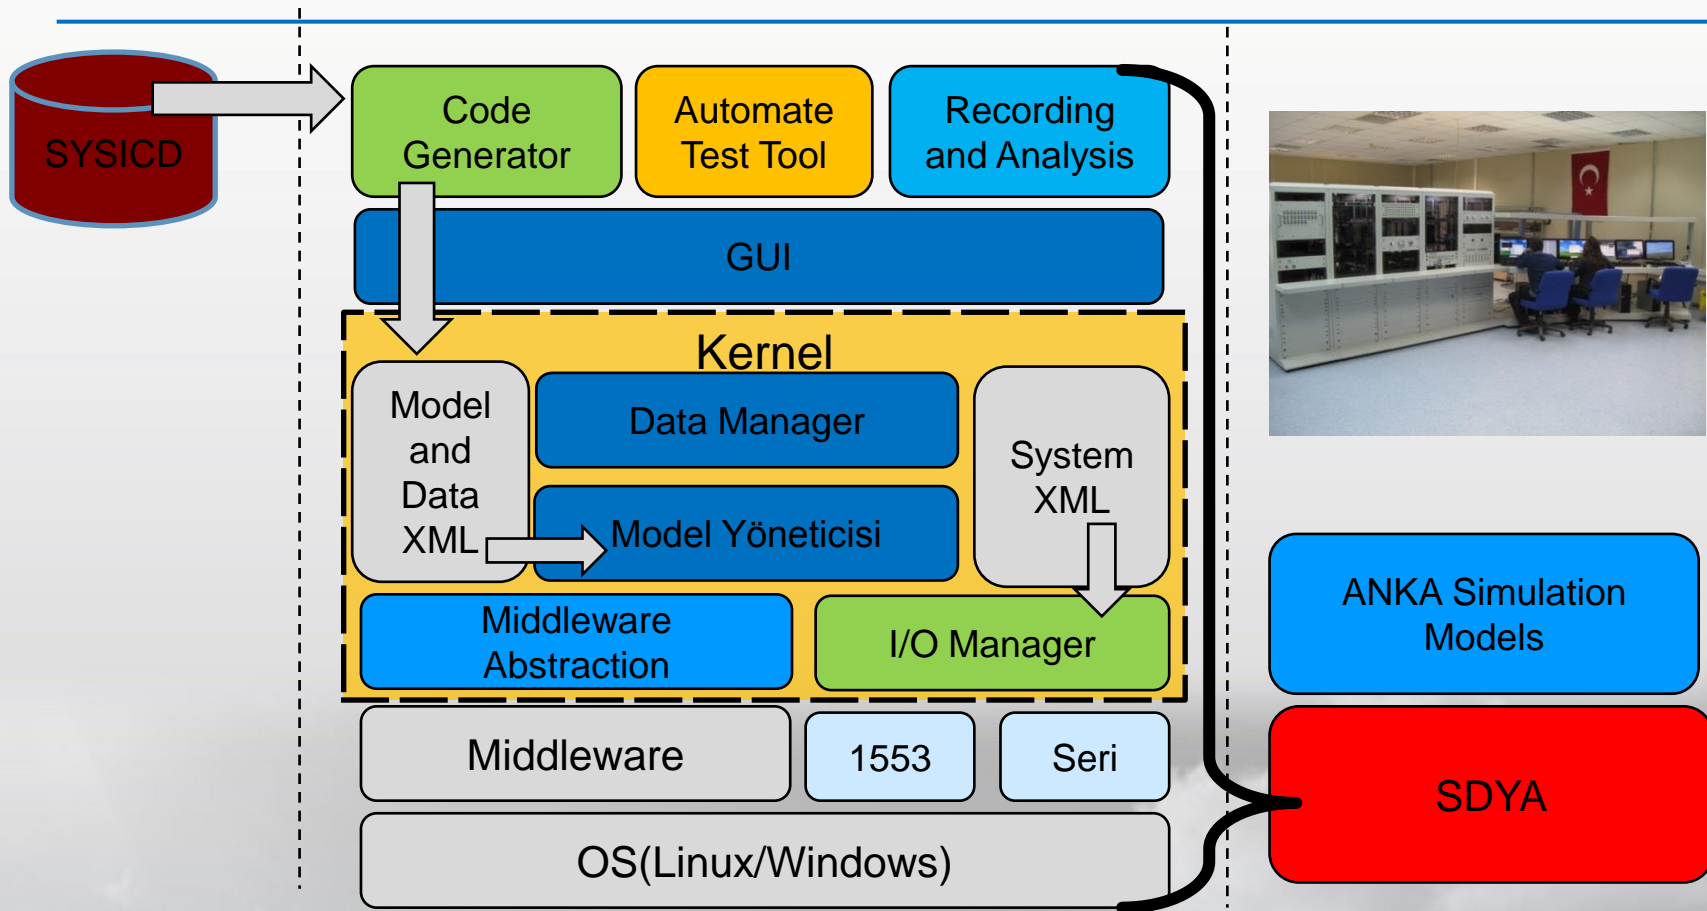 SYSICD
Code
Generator
Automate
Test Tool
Recording
and Analysis
GUI
Kernel
Model
and
Data
XML
Data Manager
Model Yöneticisi
System
XML
Middleware
Abstraction
I/O Manager
Middleware
1553
Seri
OS(Linux/Windows)
ANKA Simulation
Models
SDYA